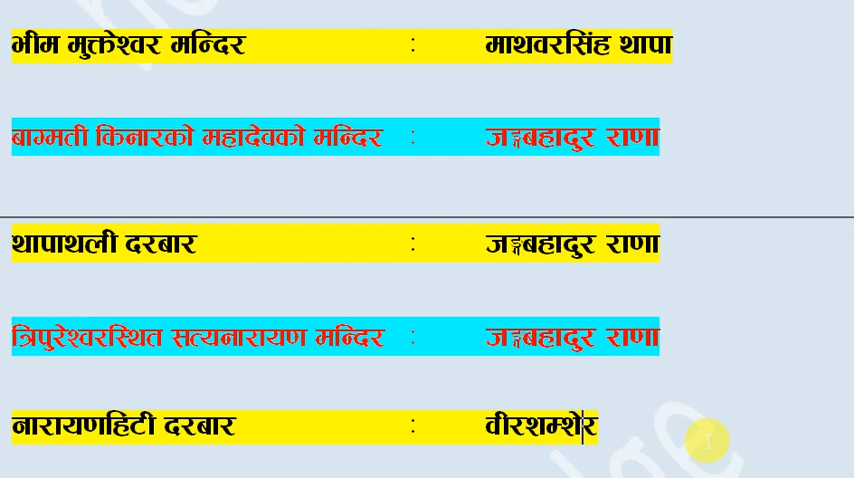 भीम मुक्तेश्वर मन्दिर : माथवरसिंह थापा
बाग्मती किनारको महादेवको मन्दिर : जङ्गबहादुर राणा
थापाथली दरबार : जङ्गबहादुर राणा
त्रिपुरेश्वरस्थित सत्यनारायण मन्दिर : जङ्गबहादुर राणा
नारायणहिटी दरबार : वीरशम्शेर